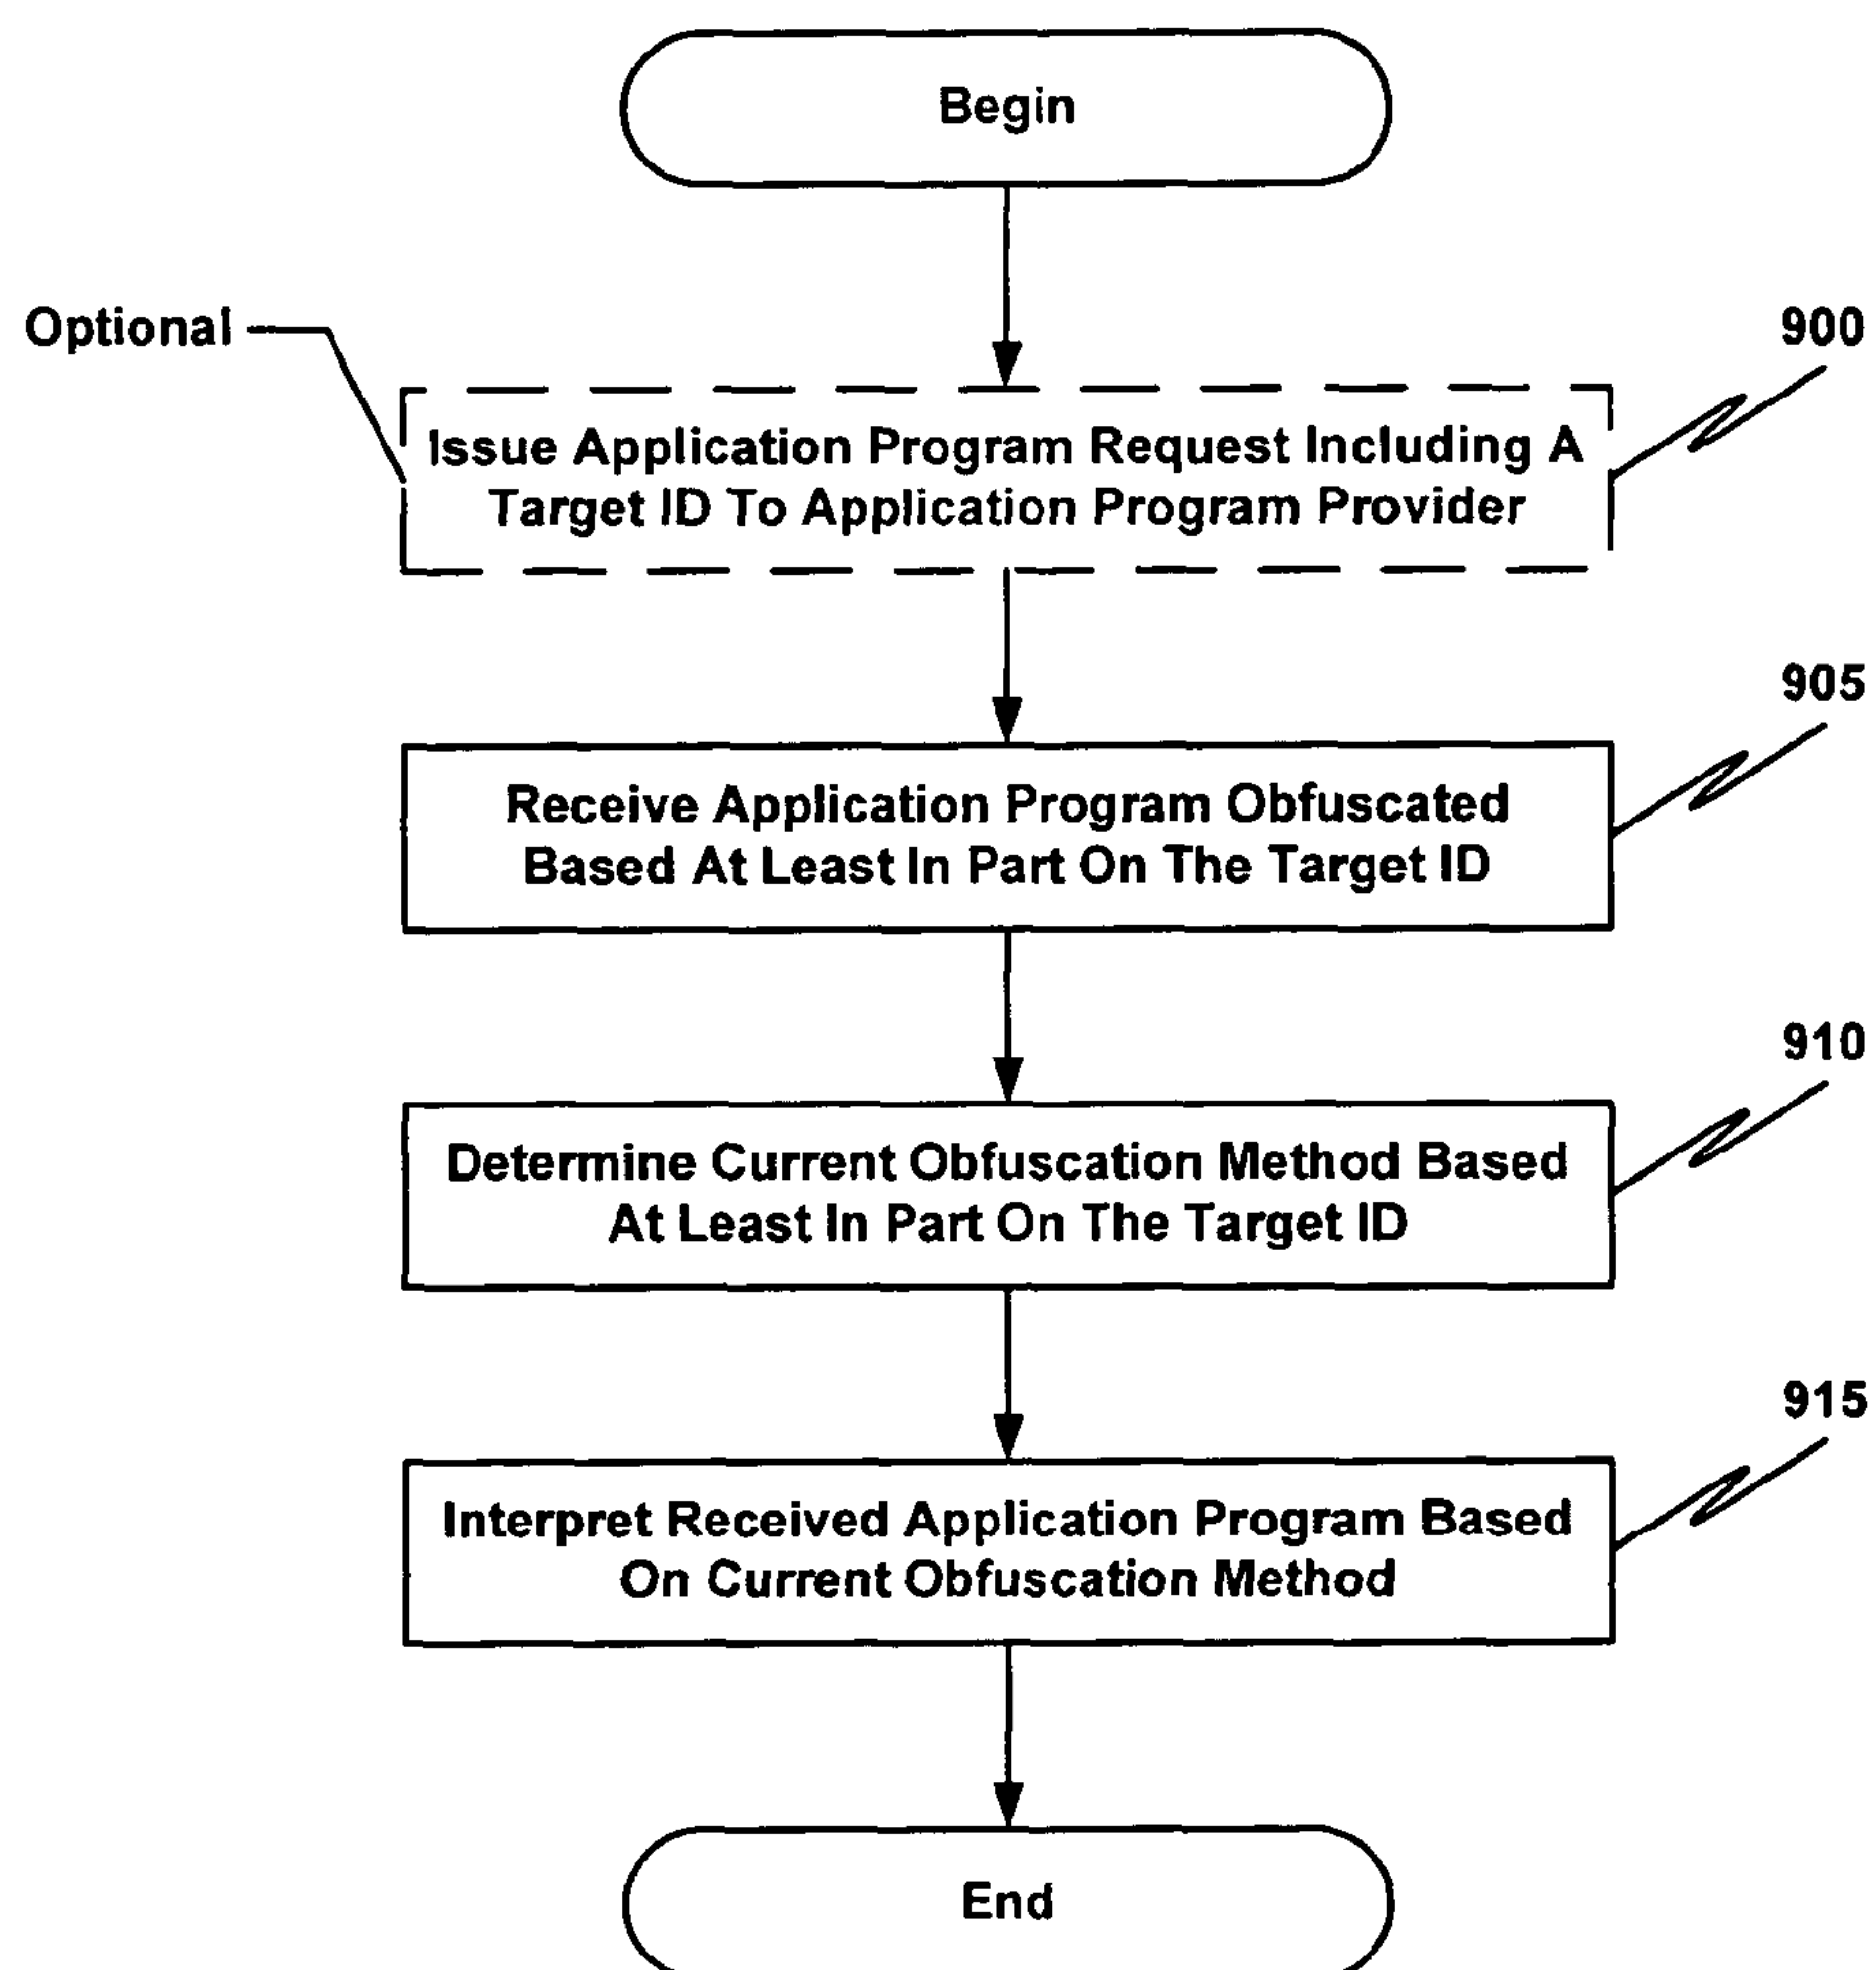 Begin
Optional
900
Issue Application Program Request Including A
Target ID To Application Program Provider
905
Receive Application Program Obfuscated
Based At Least In Part On The Target ID
910
Determine Current Obfuscation Method Based
At Least In Part On The Target ID
915
Interpret Received Application Program Based
On Current Obfuscation Method
End